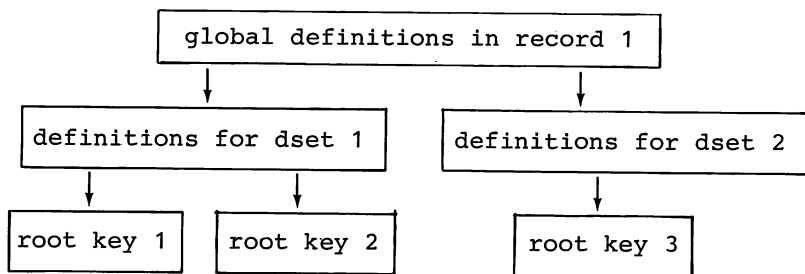 global definitions in record 1
definitions for dset 1
definitions for dset 2
root key 1
root key 2
root key 3